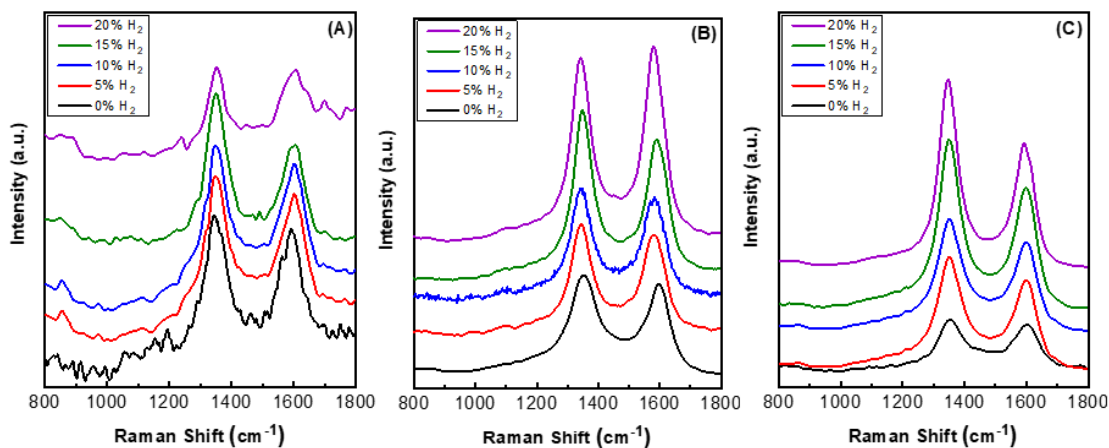 (A)
20% H₂
15% H₂
10% H₂
5% H₂
0% H₂
Intensity (a.u.)
800 1000 1200 1400 1600 1800
Raman Shift (cm⁻¹)
(B)
20% H₂
15% H₂
10% H₂
5% H₂
0% H₂
Intensity (a.u.)
800 1000 1200 1400 1600 1800
Raman Shift (cm⁻¹)
(C)
20% H₂
15% H₂
10% H₂
5% H₂
0% H₂
Intensity (a.u.)
800 1000 1200 1400 1600 1800
Raman Shift (cm⁻¹)